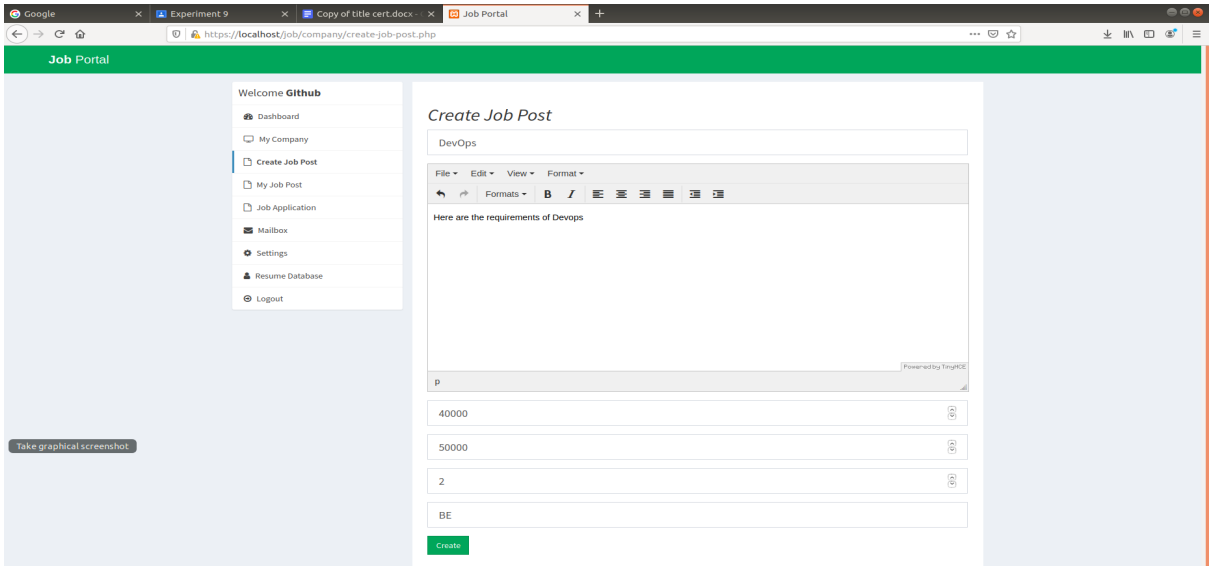 Google
Experiment 9
Copy of title cert.docx -
Job Portal
https://localhost/job/company/create-job-post.php
Job Portal
Welcome Github
Dashboard
My Company
Create Job Post
My Job Post
Job Application
Mailbox
Settings
Resume Database
Logout
Create Job Post
DevOps
File Edit View Format
Formats B I
Here are the requirements of Devops
Powered by TinyMCE
p
40000
50000
2
BE
Create
Take graphical screenshot